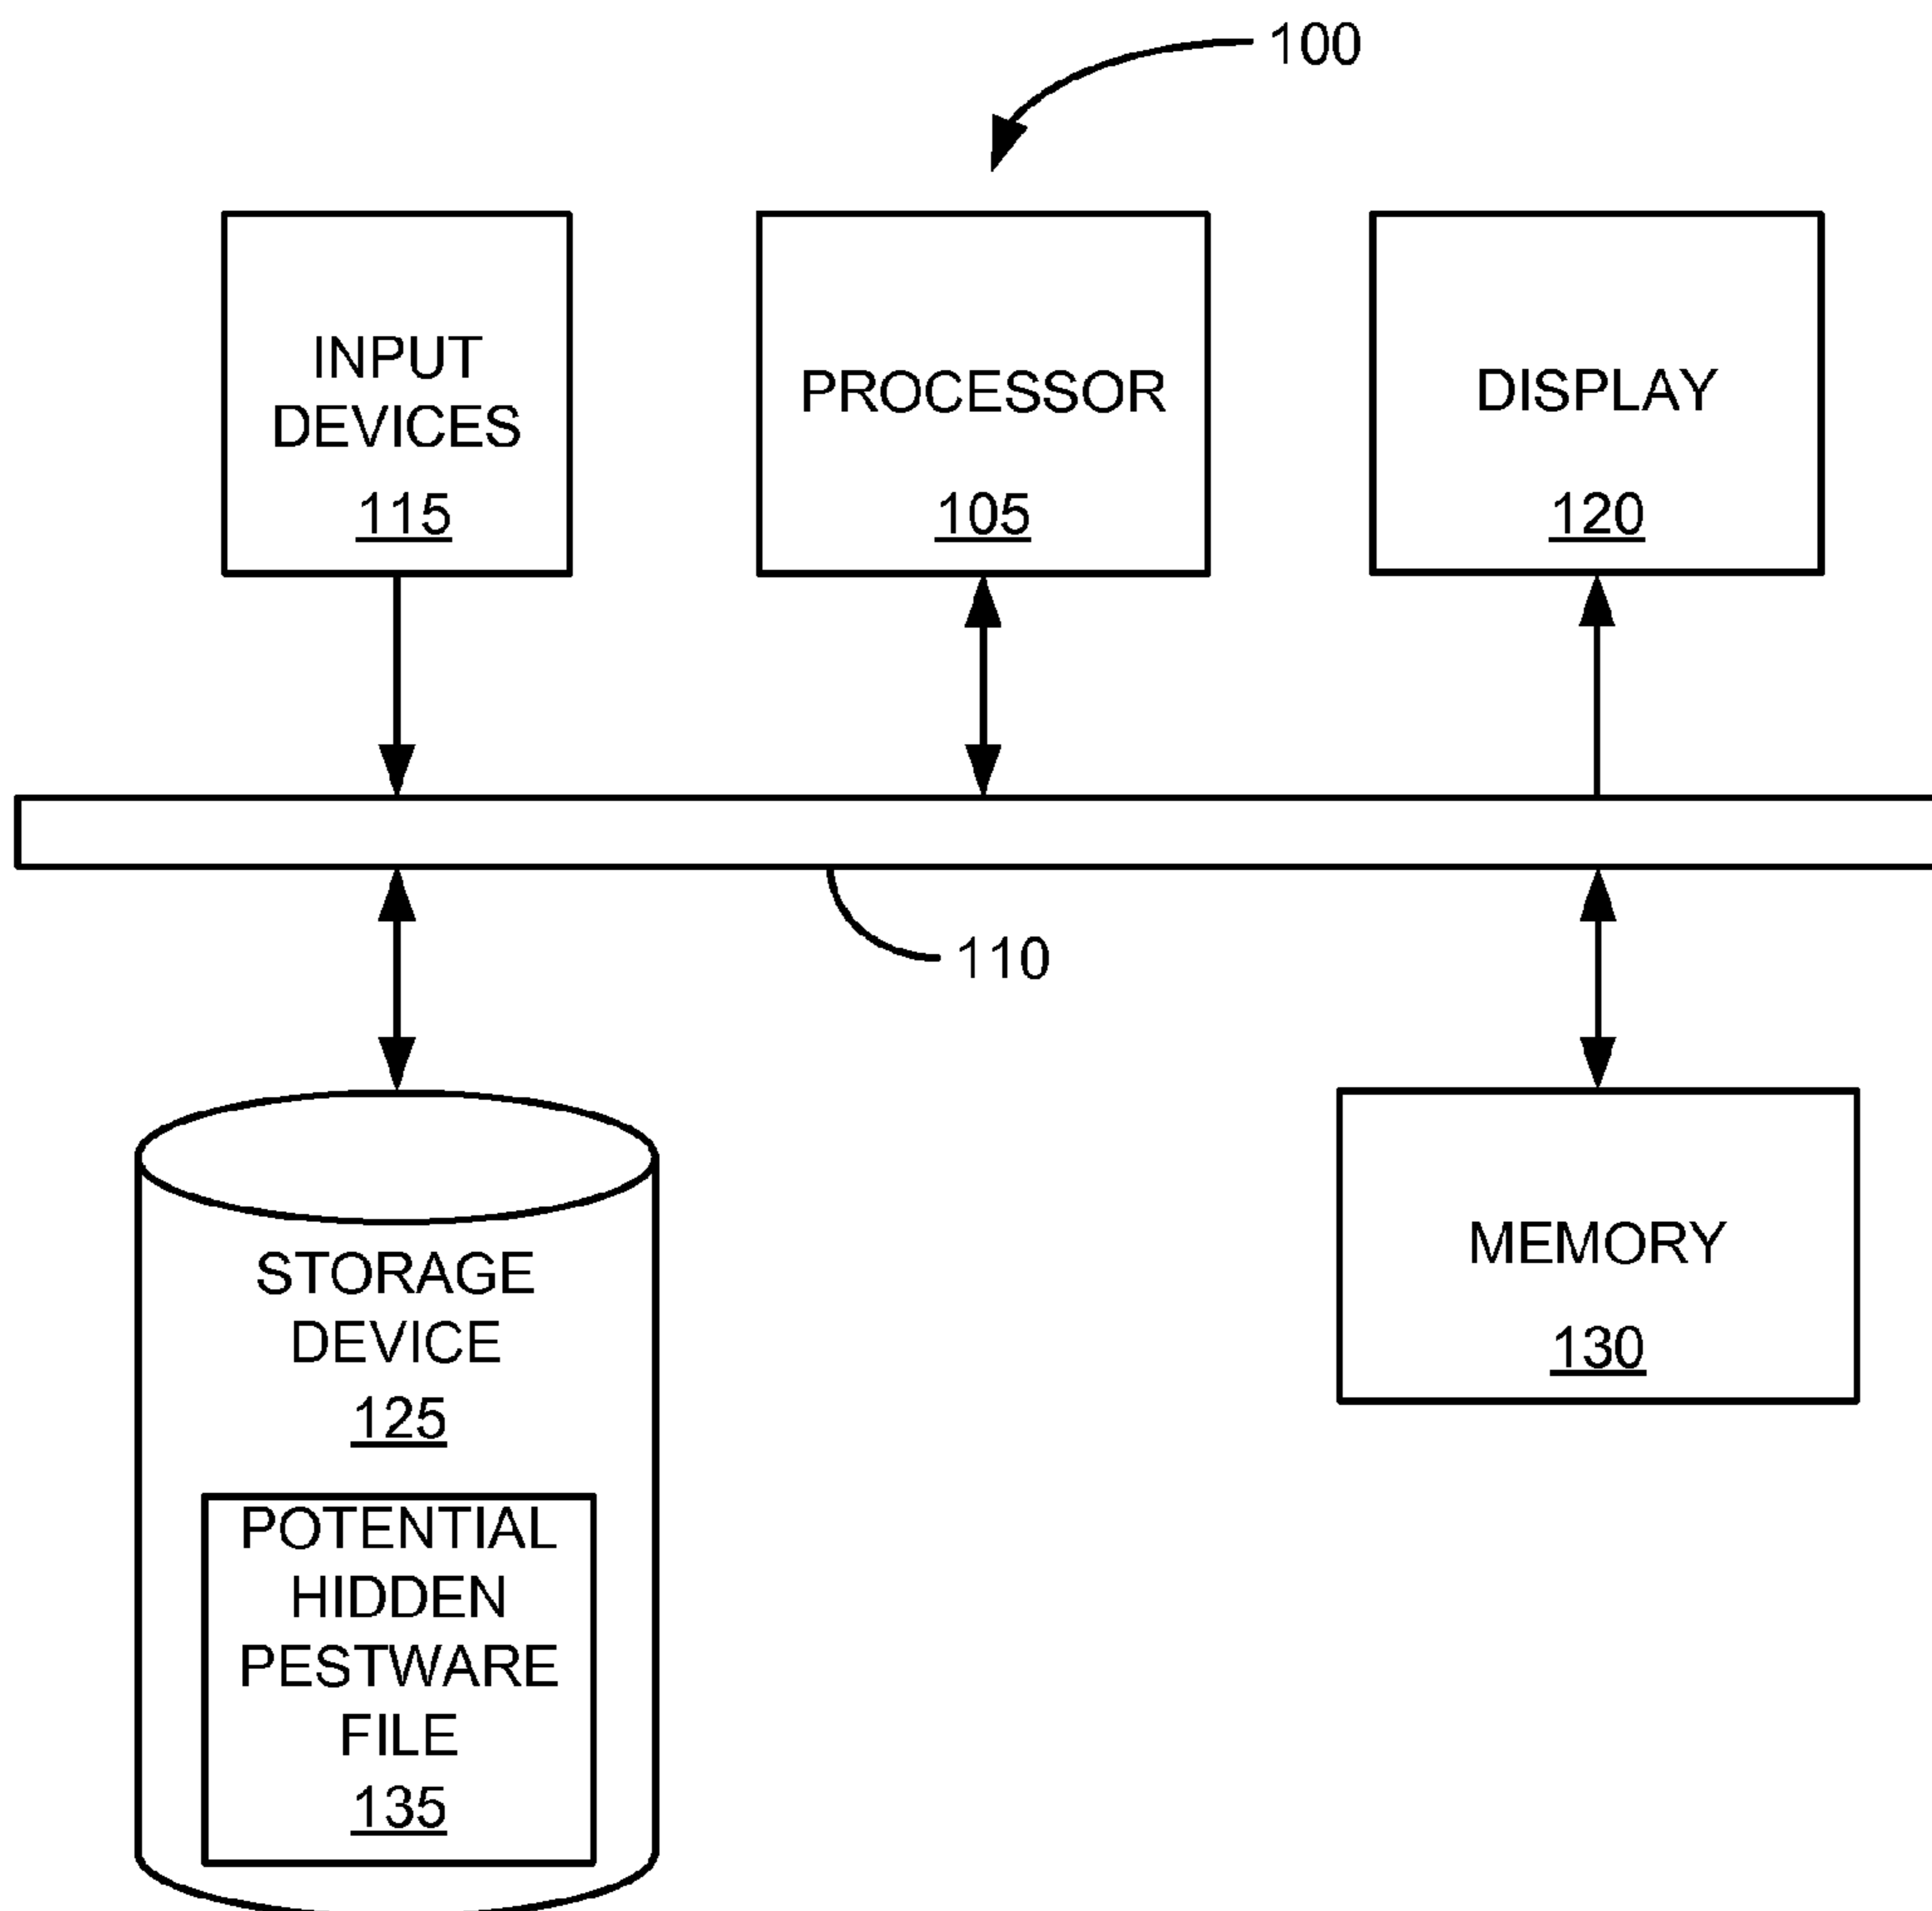 100
INPUT
DEVICES
115
PROCESSOR
105
DISPLAY
120
110
STORAGE
DEVICE
125
POTENTIAL
HIDDEN
PESTWARE
FILE
135
MEMORY
130